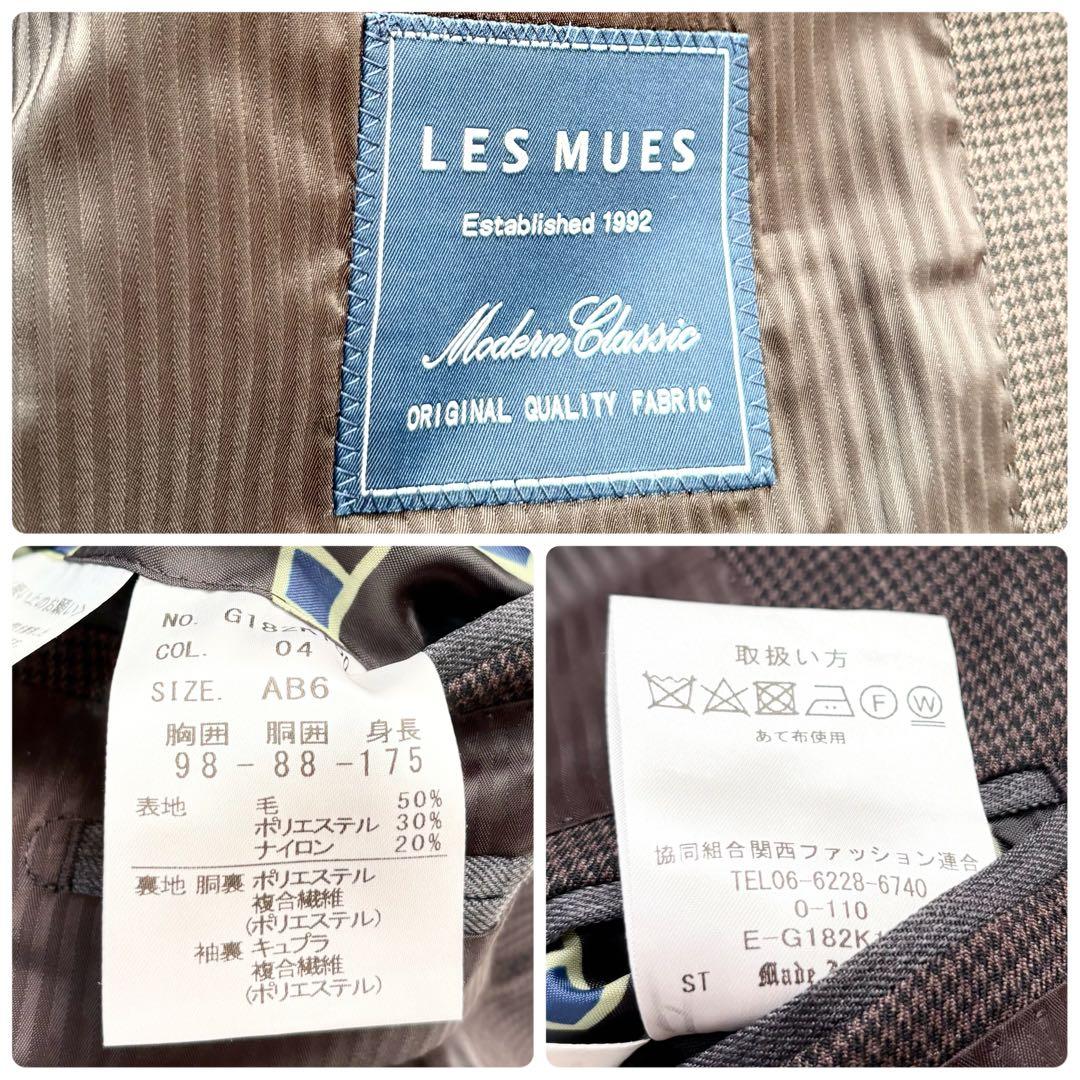 LES MUES
Established 1992
Modern Classic
ORIGINAL QUALITY FABRIC
No. G182K
COL. 04
SIZE. AB6
胸囲 胴囲 身長
98-88-175
表地 毛 50%
ポリエステル 30%
ナイロン 20%
裏地 胴裏 ポリエステル
複合繊維
(ポリエステル)
袖裏 キュプラ
複合繊維
(ポリエステル)
取扱い方
F W
あて布使用
協同組合関西ファッション連合
TEL06-6228-6740
0-110
E-G182K
ST Made